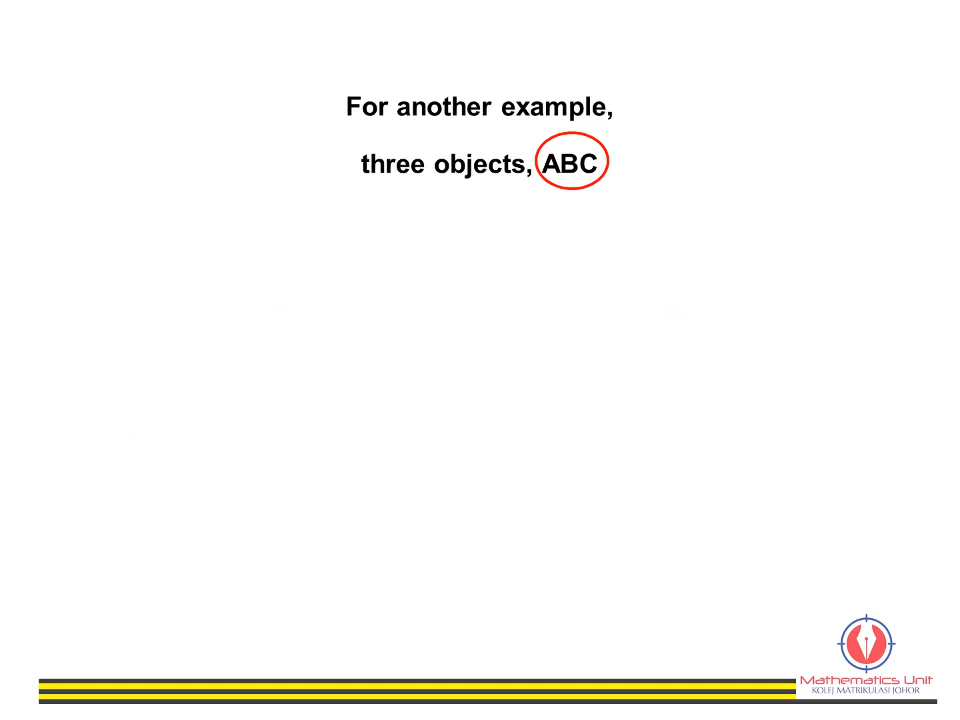 For another example,
three objects, ABC
Mathematics Unit
KOLEJ MATRIKULASI JOHOR